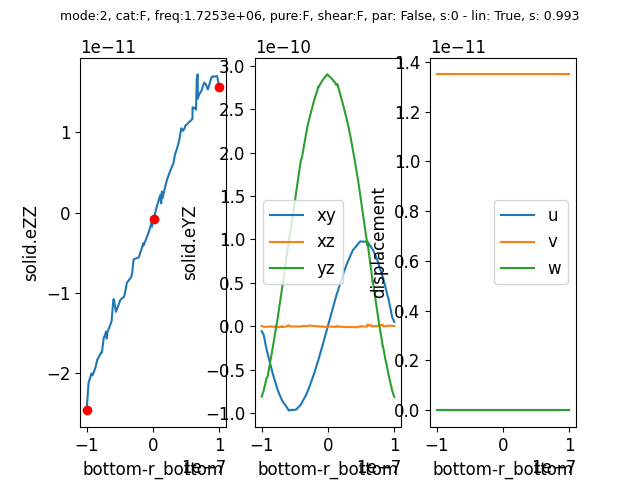 mode:2, cat:F, freq:1.7253e+06, pure:F, shear:F, par: False, s:0 - lin: True, s: 0.993
1e−11
1
0
−1
−2
solid.eZZ
−1
0
1
1e−7
bottom-r_bottom
1e−10
3.0
2.5
2.0
1.5
1.0
0.5
0.0
−0.5
−1.0
solid.eYZ
xy
xz
yz
−1
0
1
1e−7
bottom-r_bottom
1e−11
1.4
1.2
1.0
0.8
0.6
0.4
0.2
0.0
displacement
u
v
w
−1
0
1
1e−7
bottom-r_bottom